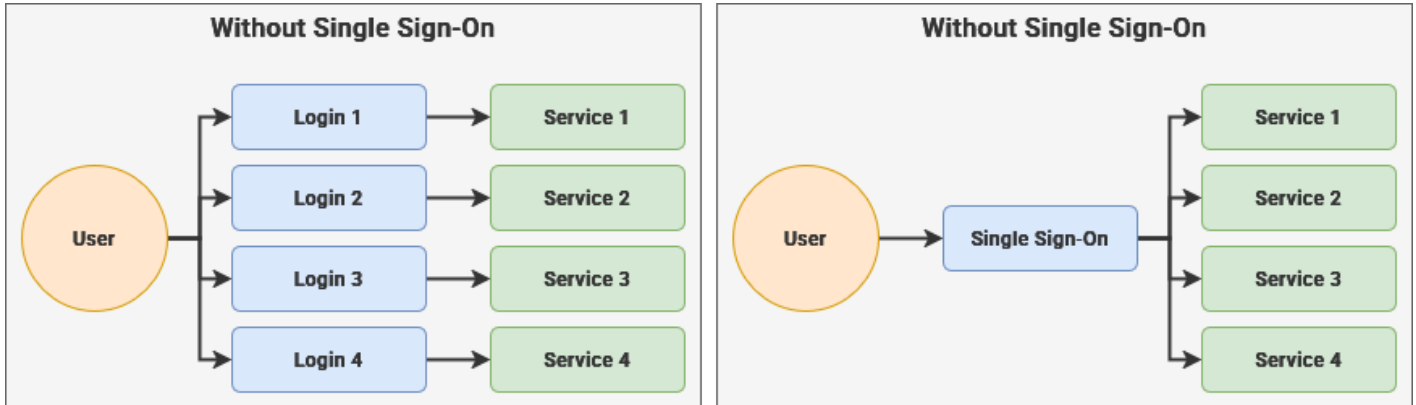 Without Single Sign-On
Login 1
Service 1
Login 2
Service 2
User
Login 3
Service 3
Login 4
Service 4
Without Single Sign-On
Service 1
Service 2
User
Single Sign-On
Service 3
Service 4